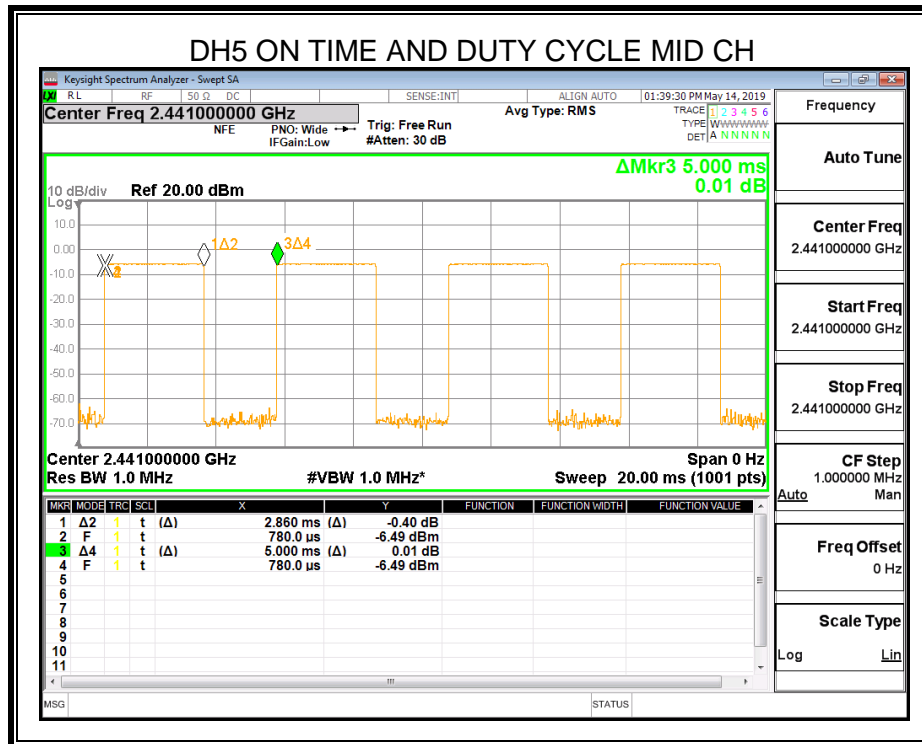 DH5 ON TIME AND DUTY CYCLE MID CH
Keysight Spectrum Analyzer - Swept SA
LXI RL RF 50 Ω DC SENSE:INT ALIGN AUTO 01:39:30 PM May 14, 2019
Center Freq 2.441000000 GHz
NFE
PNO: Wide
IFGain:Low
Trig: Free Run
#Atten: 30 dB
Avg Type: RMS
TRACE 1 2 3 4 5 6
TYPE WWWWWW
DET A N N N N N
ΔMkr3 5.000 ms
0.01 dB
10 dB/div Ref 20.00 dBm
Log
10.0
0.00
-10.0
-20.0
-30.0
-40.0
-50.0
-60.0
-70.0
1Δ2
3Δ4
Center 2.441000000 GHz Span 0 Hz
Res BW 1.0 MHz #VBW 1.0 MHz* Sweep 20.00 ms (1001 pts)
MKR MODE TRC SCL X Y FUNCTION FUNCTION WIDTH FUNCTION VALUE
1 Δ2 1 t (Δ) 2.860 ms (Δ) -0.40 dB
2 F 1 t 780.0 µs -6.49 dBm
3 Δ4 1 t (Δ) 5.000 ms (Δ) 0.01 dB
4 F 1 t 780.0 µs -6.49 dBm
5
6
7
8
9
10
11
MSG STATUS
Frequency
Auto Tune
Center Freq
2.441000000 GHz
Start Freq
2.441000000 GHz
Stop Freq
2.441000000 GHz
CF Step
1.000000 MHz
Auto Man
Freq Offset
0 Hz
Scale Type
Log Lin